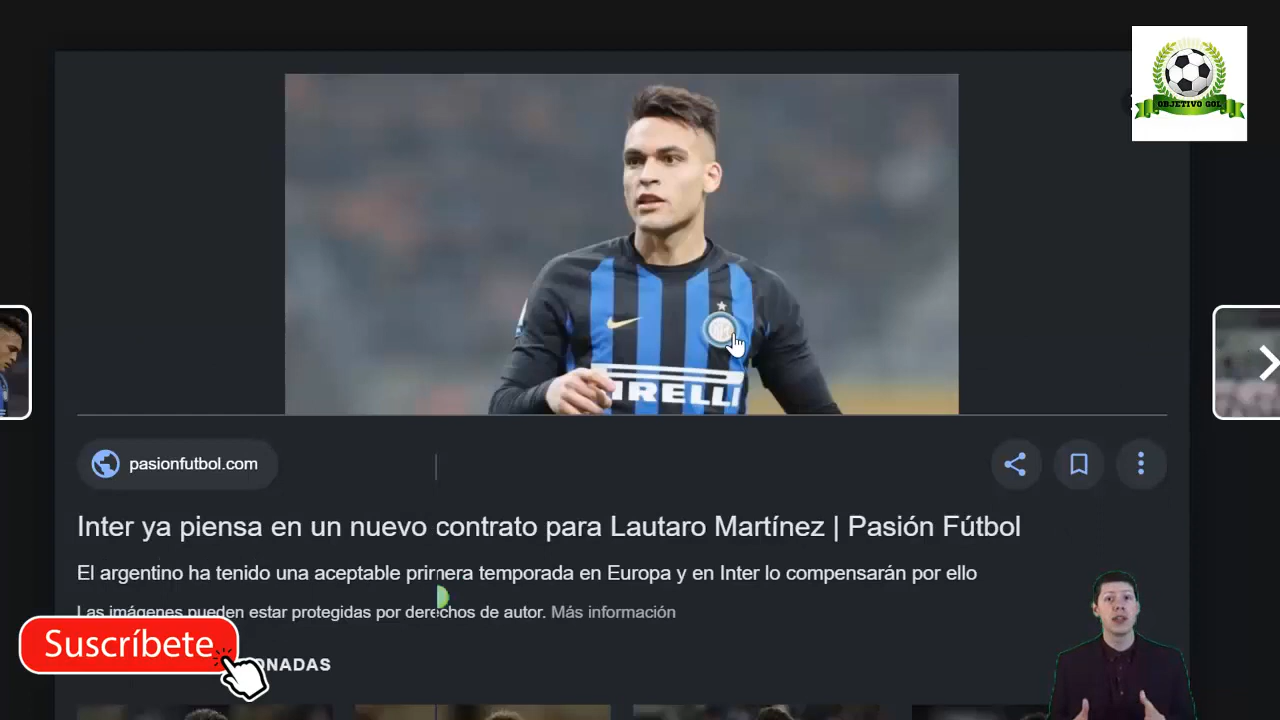 OBJETIVO GOL
PIRELLI
pasionfutbol.com
Inter ya piensa en un nuevo contrato para Lautaro Martínez | Pasión Fútbol
El argentino ha tenido una aceptable primera temporada en Europa y en Inter lo compensarán por ello
Las imágenes pueden estar protegidas por derechos de autor. Más información
Suscríbete
ONADAS